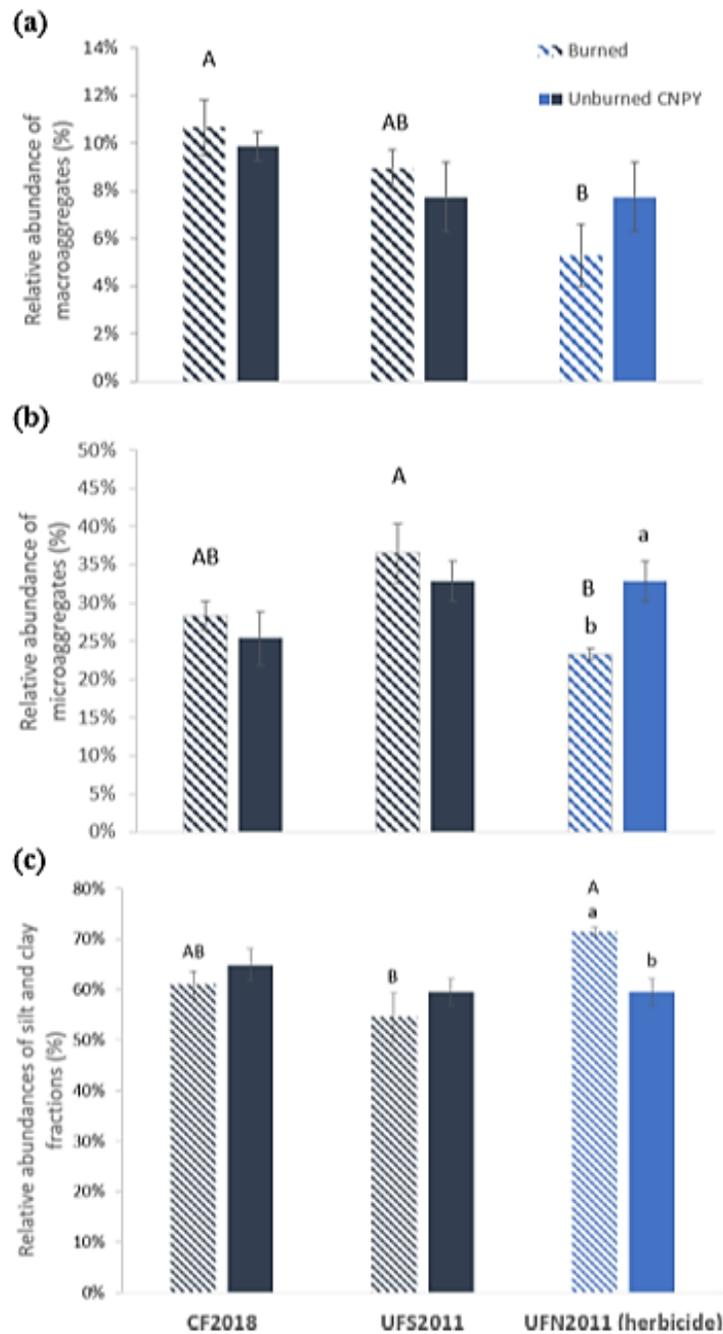 (a)
Relative abundance of
macroaggregates (%)
14%
12%
10%
8%
6%
4%
2%
0%
A
AB
B
Burned
Unburned CNPY
(b)
Relative abundance of
microaggregates (%)
50%
45%
40%
35%
30%
25%
20%
15%
10%
5%
0%
AB
A
B
b
a
(c)
Relative abundances of silt and clay
fractions (%)
80%
70%
60%
50%
40%
30%
20%
10%
0%
AB
B
A
a
b
CF2018
UFS2011
UFN2011 (herbicide)